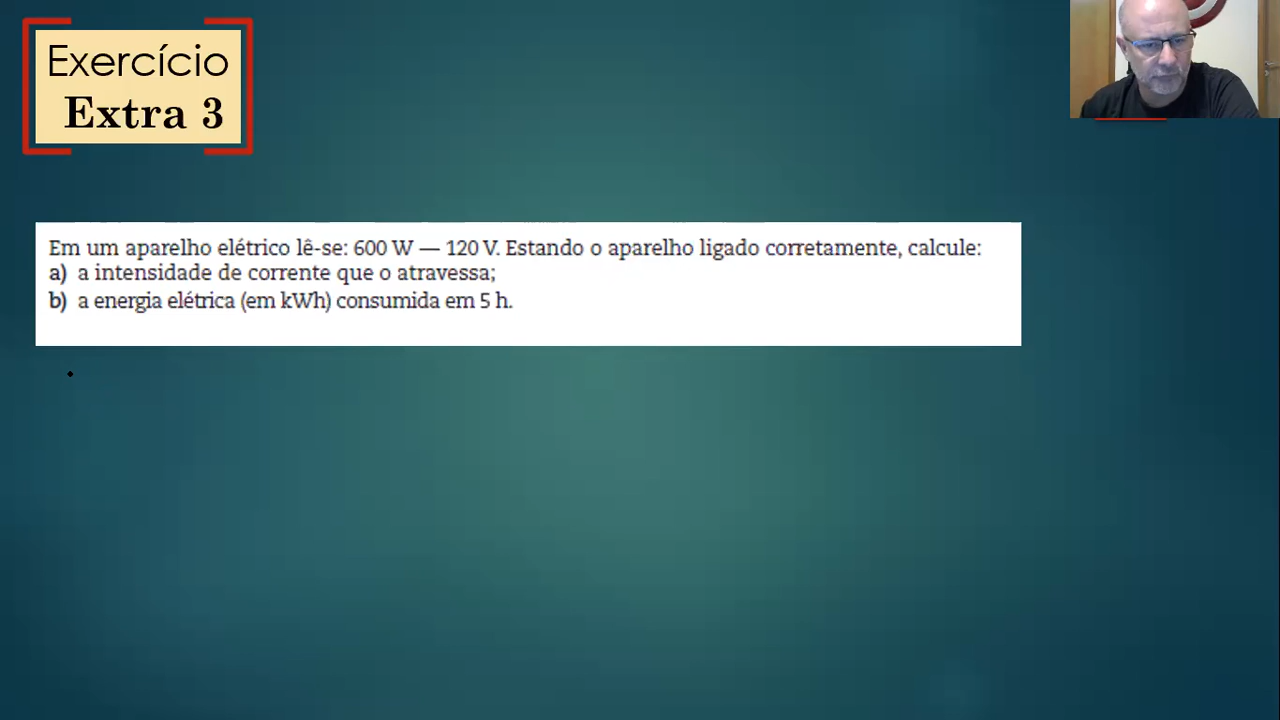 Exercício
Extra 3
Em um aparelho elétrico lê-se: 600 W — 120 V. Estando o aparelho ligado corretamente, calcule:
a) a intensidade de corrente que o atravessa;
b) a energia elétrica (em kWh) consumida em 5 h.